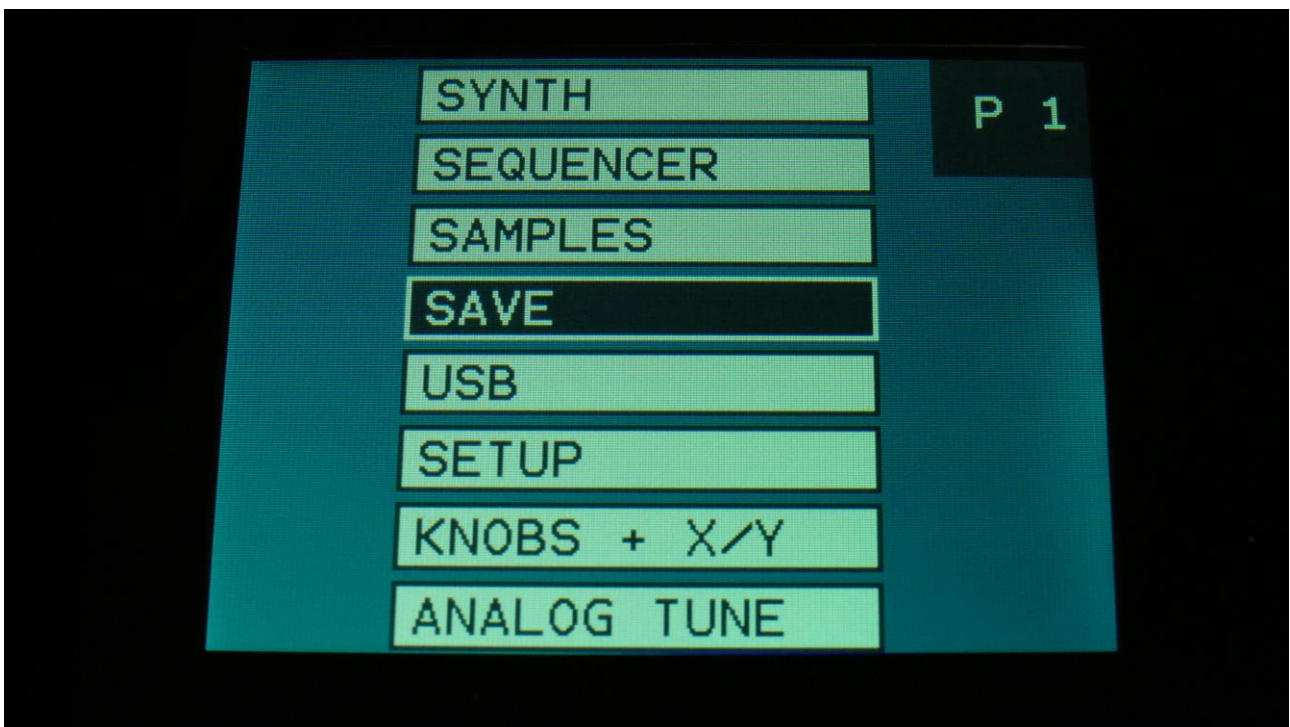 SYNTH
P 1
SEQUENCER
SAMPLES
SAVE
USB
SETUP
KNOBS + X/Y
ANALOG TUNE